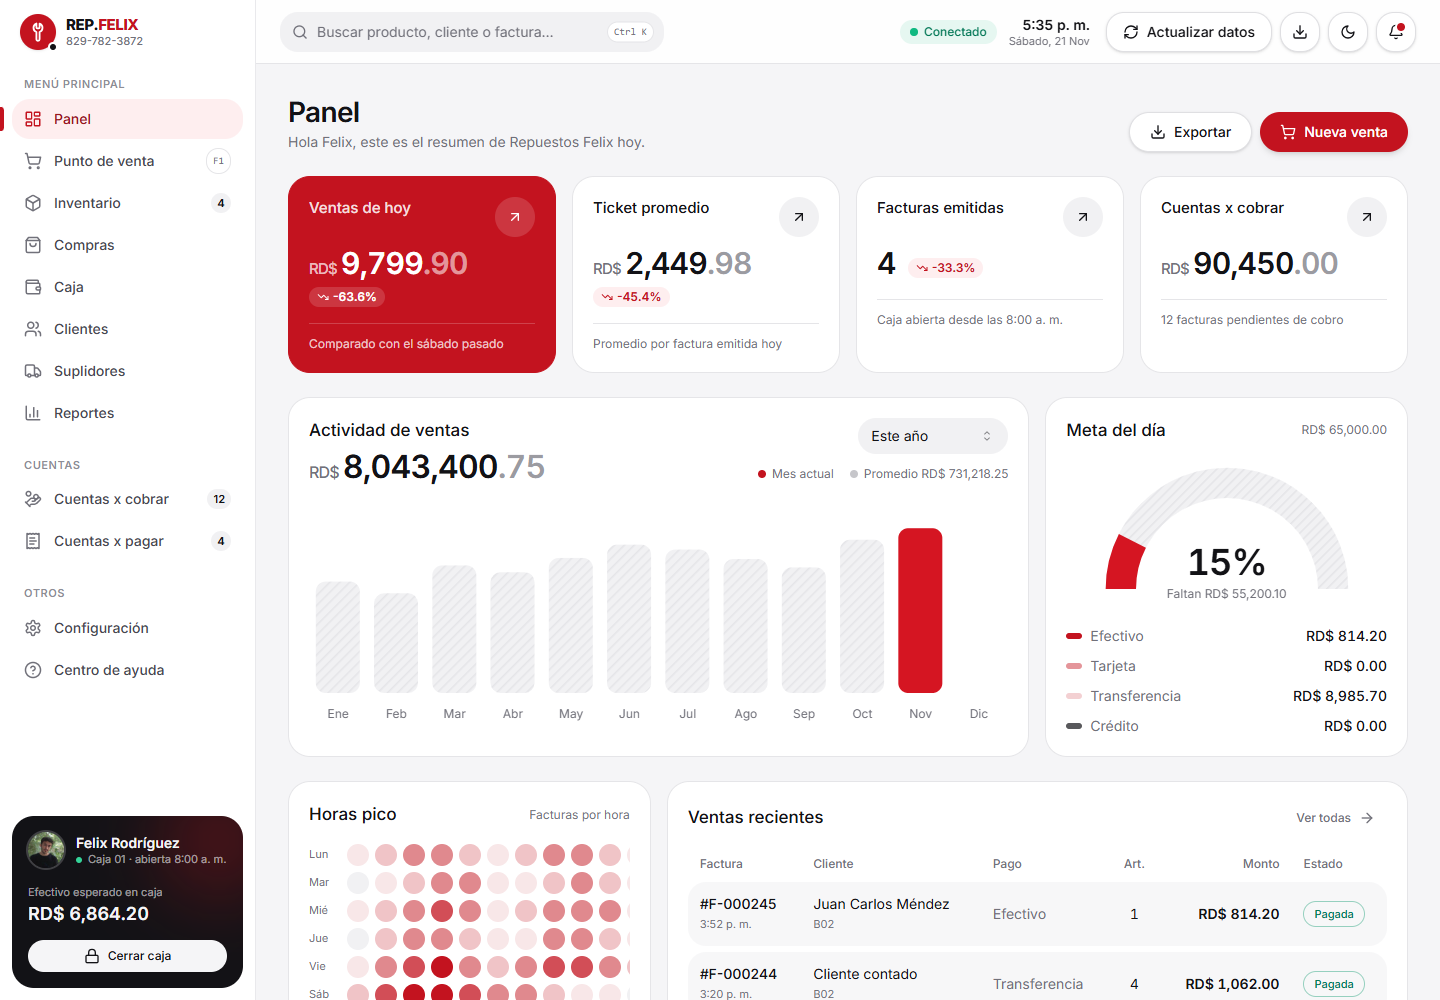 REP.FELIX
829-782-3872
Buscar producto, cliente o factura...
Ctrl K
Conectado
5:35 p. m.
Sábado, 21 Nov
Actualizar datos
MENÚ PRINCIPAL
Panel
Punto de venta
F1
Inventario
4
Compras
Caja
Clientes
Suplidores
Reportes
CUENTAS
Cuentas x cobrar
12
Cuentas x pagar
4
OTROS
Configuración
Centro de ayuda
Felix Rodríguez
Caja 01 · abierta 8:00 a. m.
Efectivo esperado en caja
RD$ 6,864.20
Cerrar caja
Panel
Hola Felix, este es el resumen de Repuestos Felix hoy.
Exportar
Nueva venta
Ventas de hoy
RD$ 9,799.90
-63.6%
Comparado con el sábado pasado
Ticket promedio
RD$ 2,449.98
-45.4%
Promedio por factura emitida hoy
Facturas emitidas
4
-33.3%
Caja abierta desde las 8:00 a. m.
Cuentas x cobrar
RD$ 90,450.00
12 facturas pendientes de cobro
Actividad de ventas
RD$ 8,043,400.75
Este año
Mes actual
Promedio RD$ 731,218.25
Ene Feb Mar Abr May Jun Jul Ago Sep Oct Nov Dic
Meta del día
RD$ 65,000.00
15%
Faltan RD$ 55,200.10
Efectivo RD$ 814.20
Tarjeta RD$ 0.00
Transferencia RD$ 8,985.70
Crédito RD$ 0.00
Horas pico
Facturas por hora
Lun
Mar
Mié
Jue
Vie
Sáb
Ventas recientes
Ver todas
Factura Cliente Pago Art. Monto Estado
#F-000245 Juan Carlos Méndez Efectivo 1 RD$ 814.20 Pagada
3:52 p. m. B02
#F-000244 Cliente contado Transferencia 4 RD$ 1,062.00 Pagada
3:20 p. m. B02